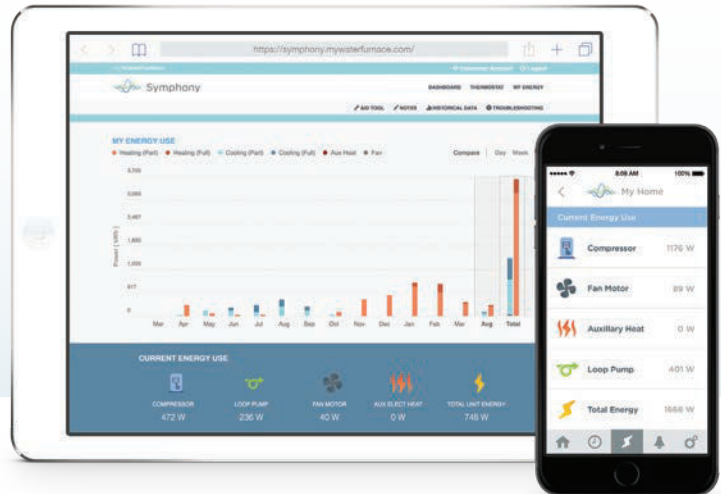 https://symphony.mywaterfurnace.com/
Symphony
DASHBOARD THERMOSTAT MY ENERGY
AID TOOL NOTES HISTORICAL DATA TROUBLESHOOTING
MY ENERGY USE
Heating (Part) Heating (Full) Cooling (Part) Cooling (Full) Aux Heat Fan Compare Day Week
Power [ kWh ]
0
Mar Apr May Jun Jul Aug Sep Oct Nov Dec Jan Feb Mar Avg Total
CURRENT ENERGY USE
COMPRESSOR LOOP PUMP FAN MOTOR AUX ELECT HEAT TOTAL UNIT ENERGY
472 W 236 W 40 W 0 W 748 W
8:08 AM 100%
My Home
Current Energy Use
Compressor 1176 W
Fan Motor 89 W
Auxillary Heat 0 W
Loop Pump 401 W
Total Energy 1666 W